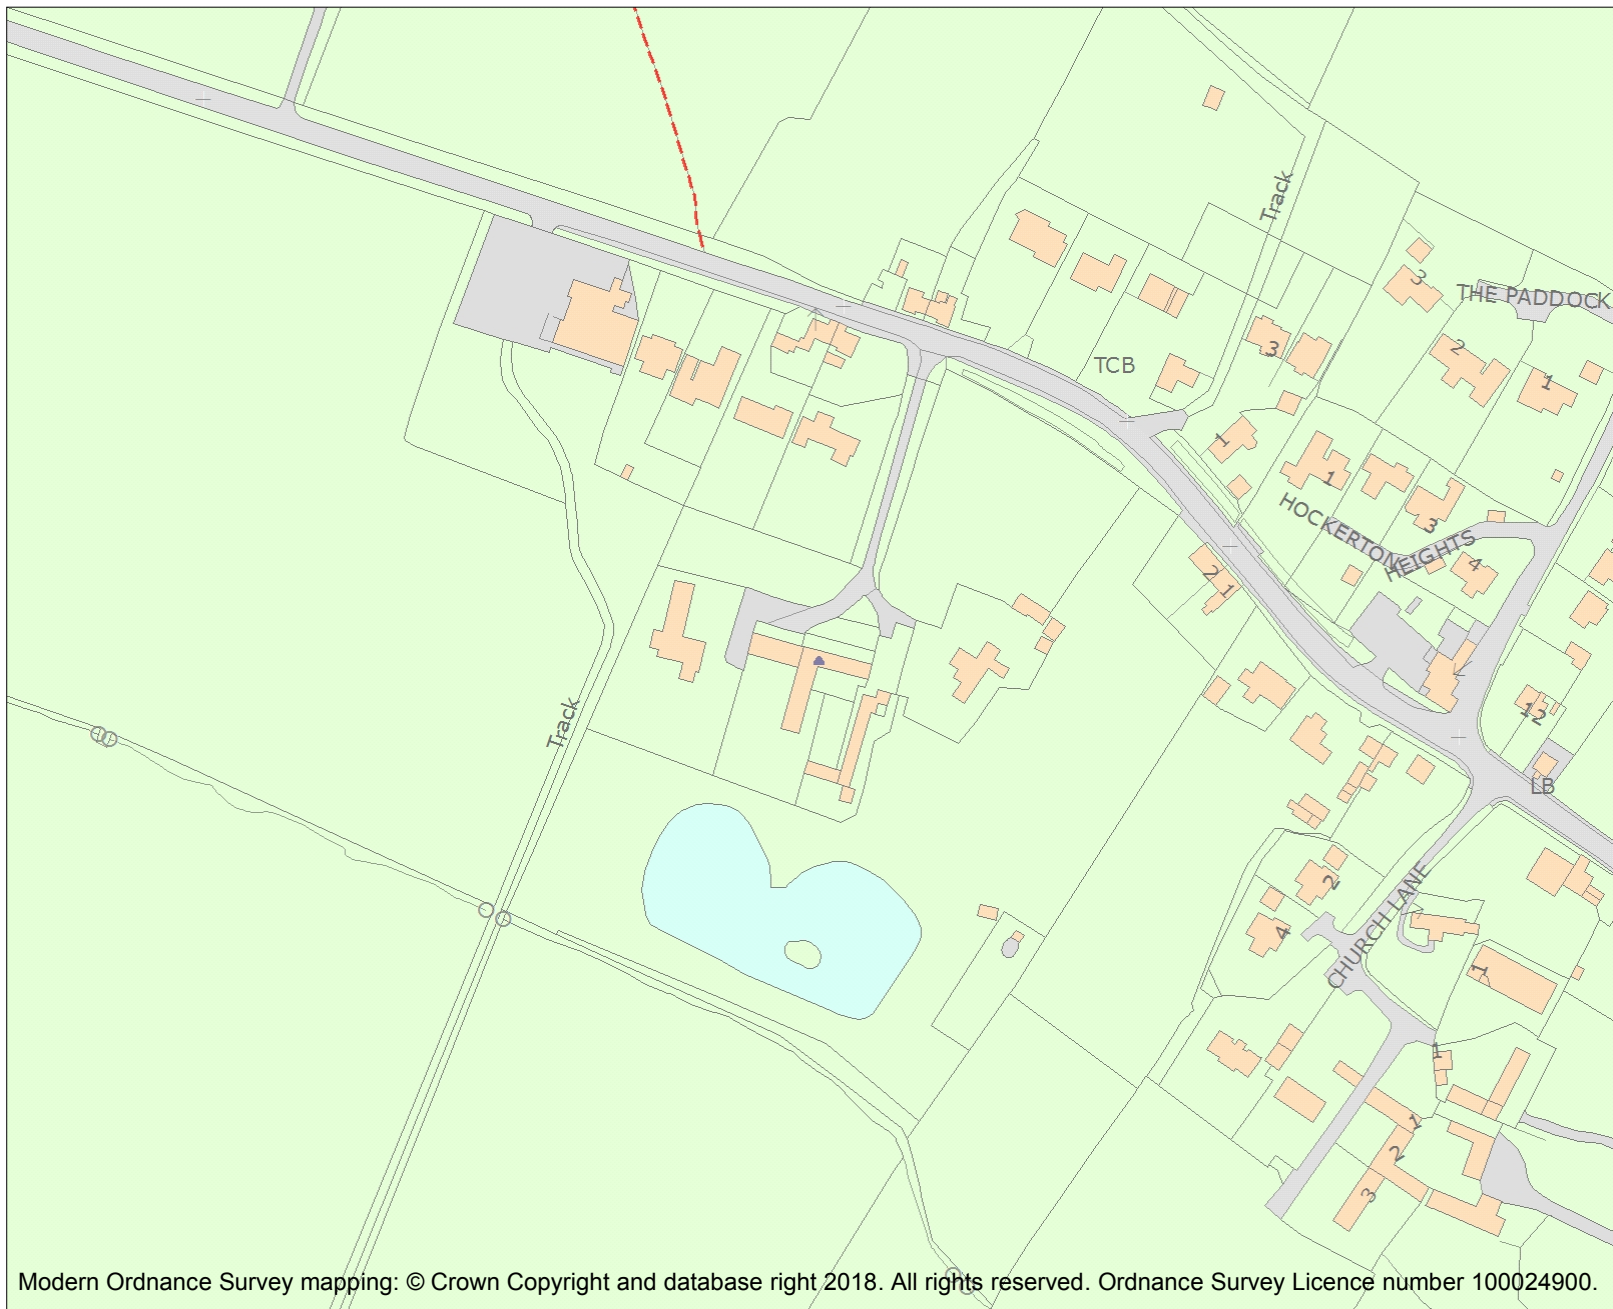 Track
3
THE PADDOCK
TCB
3
2
1
1
1
HOCKERTON
HEIGHTS
3
4
2
1
12
Track
LB
2
CHURCH LANE
4
1
1
1
2
3
Modern Ordnance Survey mapping: © Crown Copyright and database right 2018. All rights reserved. Ordnance Survey Licence number 100024900.